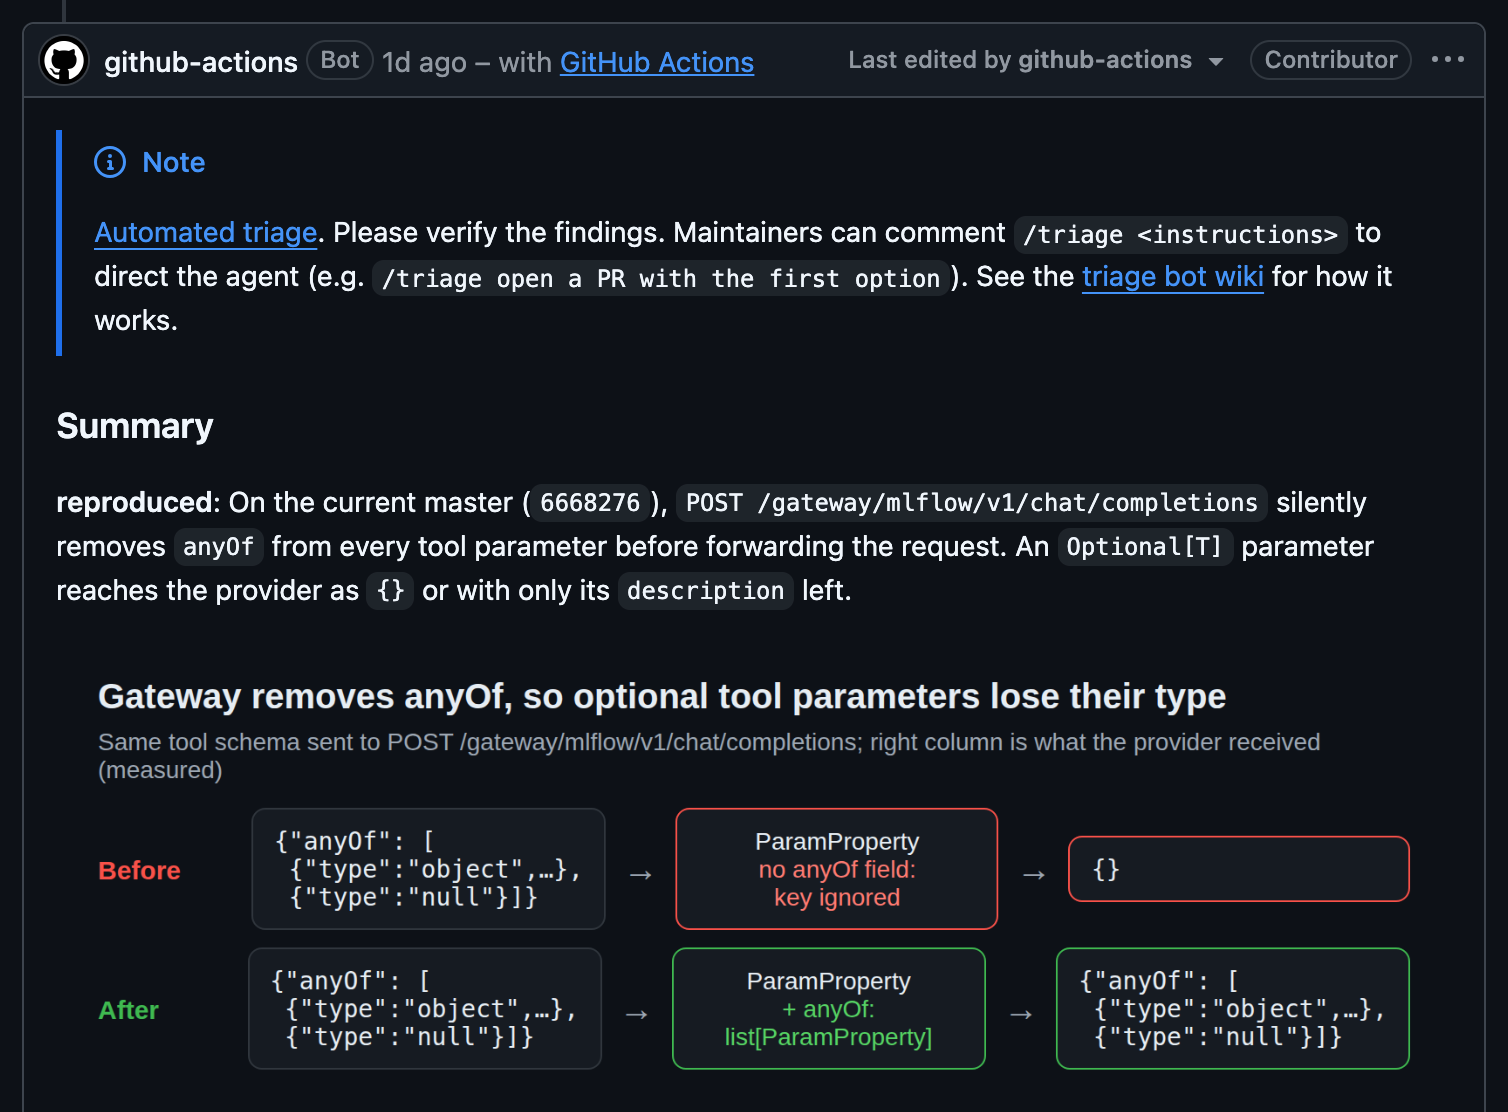 github-actions Bot 1d ago – with GitHub Actions Last edited by github-actions Contributor
Note
Automated triage. Please verify the findings. Maintainers can comment /triage <instructions> to
direct the agent (e.g. /triage open a PR with the first option). See the triage bot wiki for how it
works.
Summary
reproduced: On the current master (6668276), POST /gateway/mlflow/v1/chat/completions silently
removes anyOf from every tool parameter before forwarding the request. An Optional[T] parameter
reaches the provider as {} or with only its description left.
Gateway removes anyOf, so optional tool parameters lose their type
Same tool schema sent to POST /gateway/mlflow/v1/chat/completions; right column is what the provider received
(measured)
Before
{"anyOf": [
{"type":"object",…},
{"type":"null"}]}
→
ParamProperty
no anyOf field:
key ignored
→
{}
After
{"anyOf": [
{"type":"object",…},
{"type":"null"}]}
→
ParamProperty
+ anyOf:
list[ParamProperty]
→
{"anyOf": [
{"type":"object",…},
{"type":"null"}]}